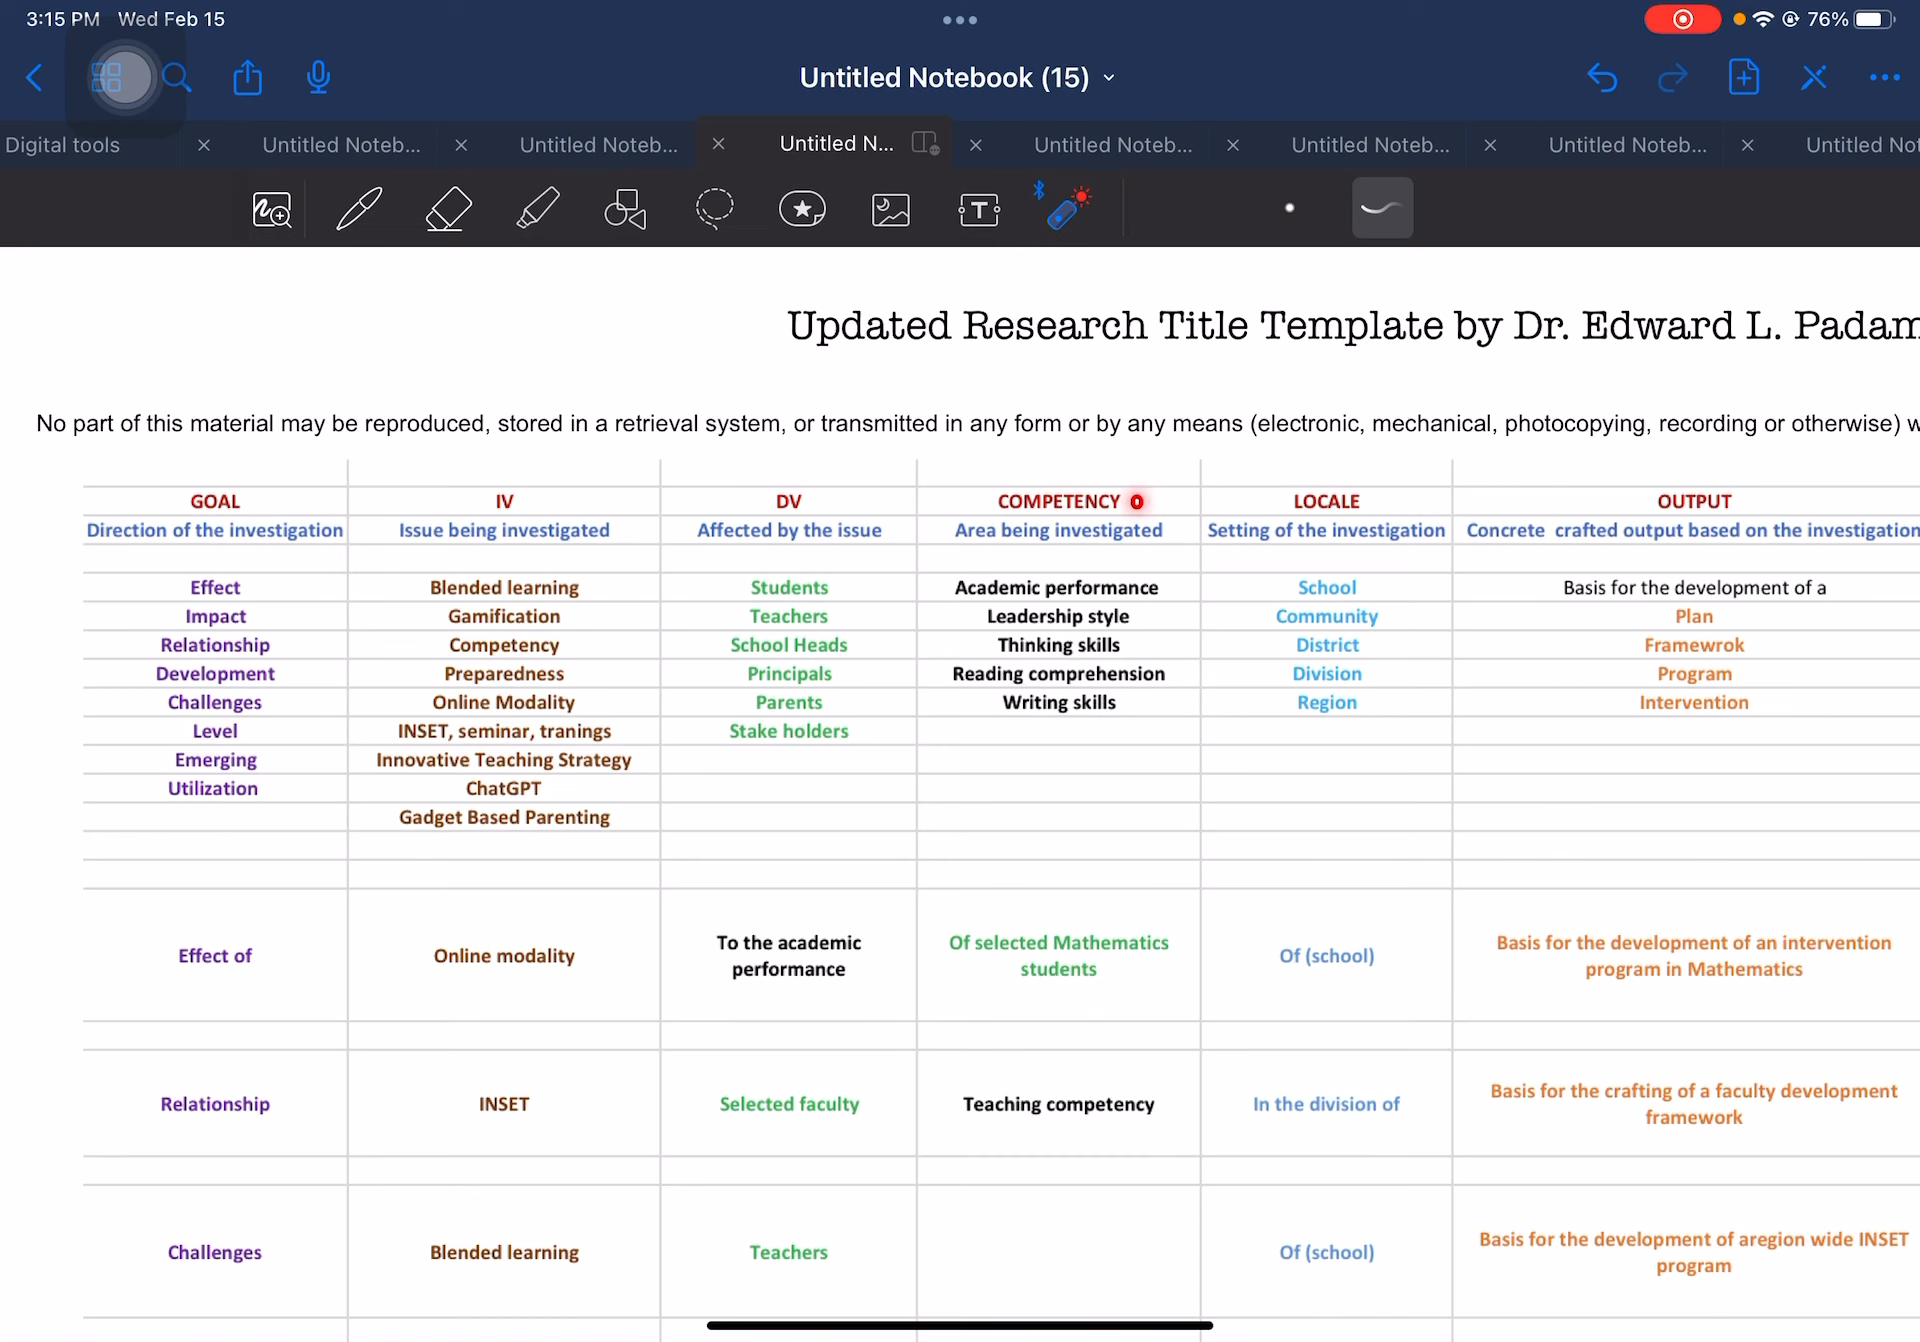 3:15 PM Wed Feb 15
76%
Untitled Notebook (15)
Digital tools
Untitled Noteb...
Untitled Noteb...
Untitled N...
Untitled Noteb...
Untitled Noteb...
Untitled Noteb...
Untitled Not
Updated Research Title Template by Dr. Edward L. Padam
No part of this material may be reproduced, stored in a retrieval system, or transmitted in any form or by any means (electronic, mechanical, photocopying, recording or otherwise) w
GOAL IV DV COMPETENCY LOCALE OUTPUT
Direction of the investigation Issue being investigated Affected by the issue Area being investigated Setting of the investigation Concrete crafted output based on the investigation
Effect Blended learning Students Academic performance School Basis for the development of a
Impact Gamification Teachers Leadership style Community Plan
Relationship Competency School Heads Thinking skills District Framewrok
Development Preparedness Principals Reading comprehension Division Program
Challenges Online Modality Parents Writing skills Region Intervention
Level INSET, seminar, tranings Stake holders
Emerging Innovative Teaching Strategy
Utilization ChatGPT
Gadget Based Parenting
Effect of
Online modality
To the academic
performance
Of selected Mathematics
students
Of (school)
Basis for the development of an intervention
program in Mathematics
Relationship
INSET
Selected faculty
Teaching competency
In the division of
Basis for the crafting of a faculty development
framework
Challenges
Blended learning
Teachers
Of (school)
Basis for the development of aregion wide INSET
program